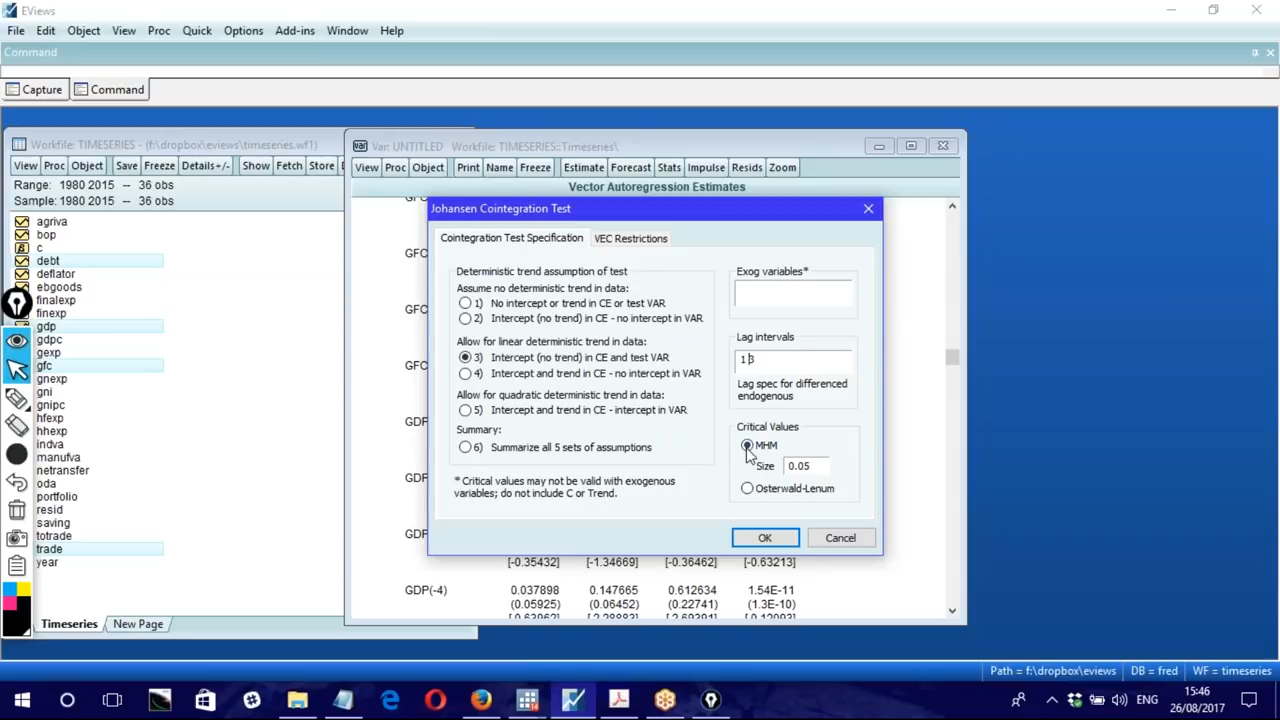 EViews
File Edit Object View Proc Quick Options Add-ins Window Help
Command
Capture Command
Workfile: TIMESERIES - (f:\dropbox\eviews\timeseries.wf1)
View Proc Object Save Freeze Details+/- Show Fetch Store
Range: 1980 2015 -- 36 obs
Sample: 1980 2015 -- 36 obs
agriva
bop
c
debt
deflator
ebgoods
finalexp
finexp
gdp
gdpc
gexp
gfc
gnexp
gni
gnipc
hfexp
hhexp
indva
manufva
netransfer
oda
portfolio
resid
saving
totrade
trade
year
Timeseries New Page
Var: UNTITLED Workfile: TIMESERIES::Timeseries\
View Proc Object Print Name Freeze Estimate Forecast Stats Impulse Resids Zoom
Vector Autoregression Estimates
Johansen Cointegration Test
Cointegration Test Specification VEC Restrictions
Deterministic trend assumption of test
Assume no deterministic trend in data:
1) No intercept or trend in CE or test VAR
2) Intercept (no trend) in CE - no intercept in VAR
Allow for linear deterministic trend in data:
3) Intercept (no trend) in CE and test VAR
4) Intercept and trend in CE - no intercept in VAR
Allow for quadratic deterministic trend in data:
5) Intercept and trend in CE - intercept in VAR
Summary:
6) Summarize all 5 sets of assumptions
* Critical values may not be valid with exogenous
variables; do not include C or Trend.
Exog variables*
Lag intervals
1 3
Lag spec for differenced
endogenous
Critical Values
MHM
Size 0.05
Osterwald-Lenum
OK Cancel
[-0.35432] [-1.34669] [-0.36462] [-0.63213]
GDP(-4) 0.037898 0.147665 0.612634 1.54E-11
(0.05925) (0.06452) (0.22741) (1.3E-10)
Path = f:\dropbox\eviews DB = fred WF = timeseries
ENG
15:46
26/08/2017